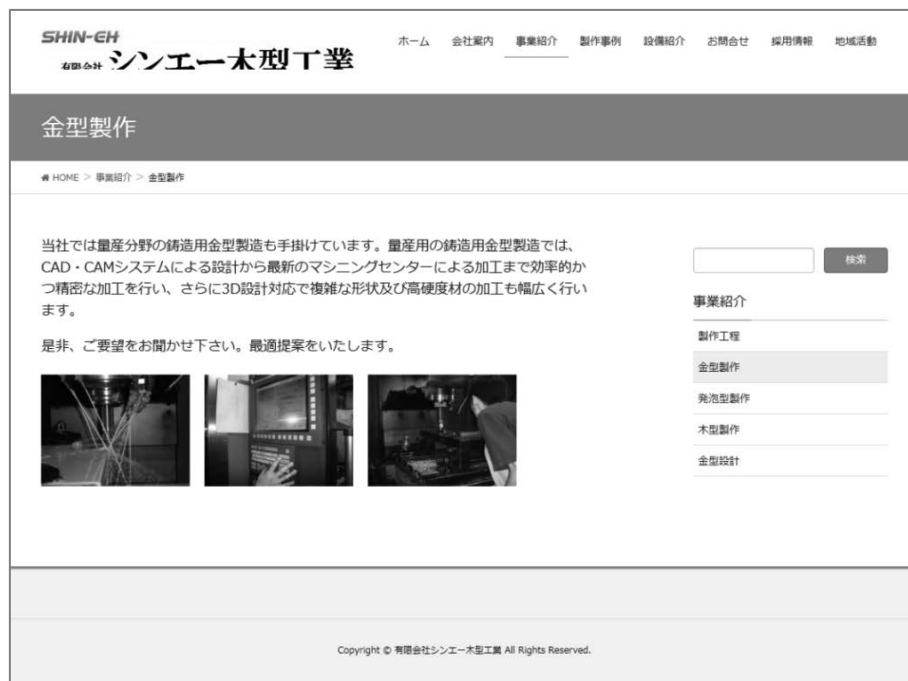 SHIN-EH
有限会社 シンエー木型工業
ホーム 会社案内 事業紹介 製作事例 設備紹介 お問合せ 採用情報 地域活動
金型製作
HOME > 事業紹介 > 金型製作
当社では量産分野の鋳造用金型製造も手掛けています。量産用の鋳造用金型製造では、
CAD・CAMシステムによる設計から最新のマシニングセンターによる加工まで効率的か
つ精密な加工を行い、さらに3D設計対応で複雑な形状及び高硬度材の加工も幅広く行い
ます。
是非、ご要望をお聞かせ下さい。最適提案をいたします。
検索
事業紹介
製作工程
金型製作
発泡型製作
木型製作
金型設計
Copyright © 有限会社シンエー木型工業 All Rights Reserved.